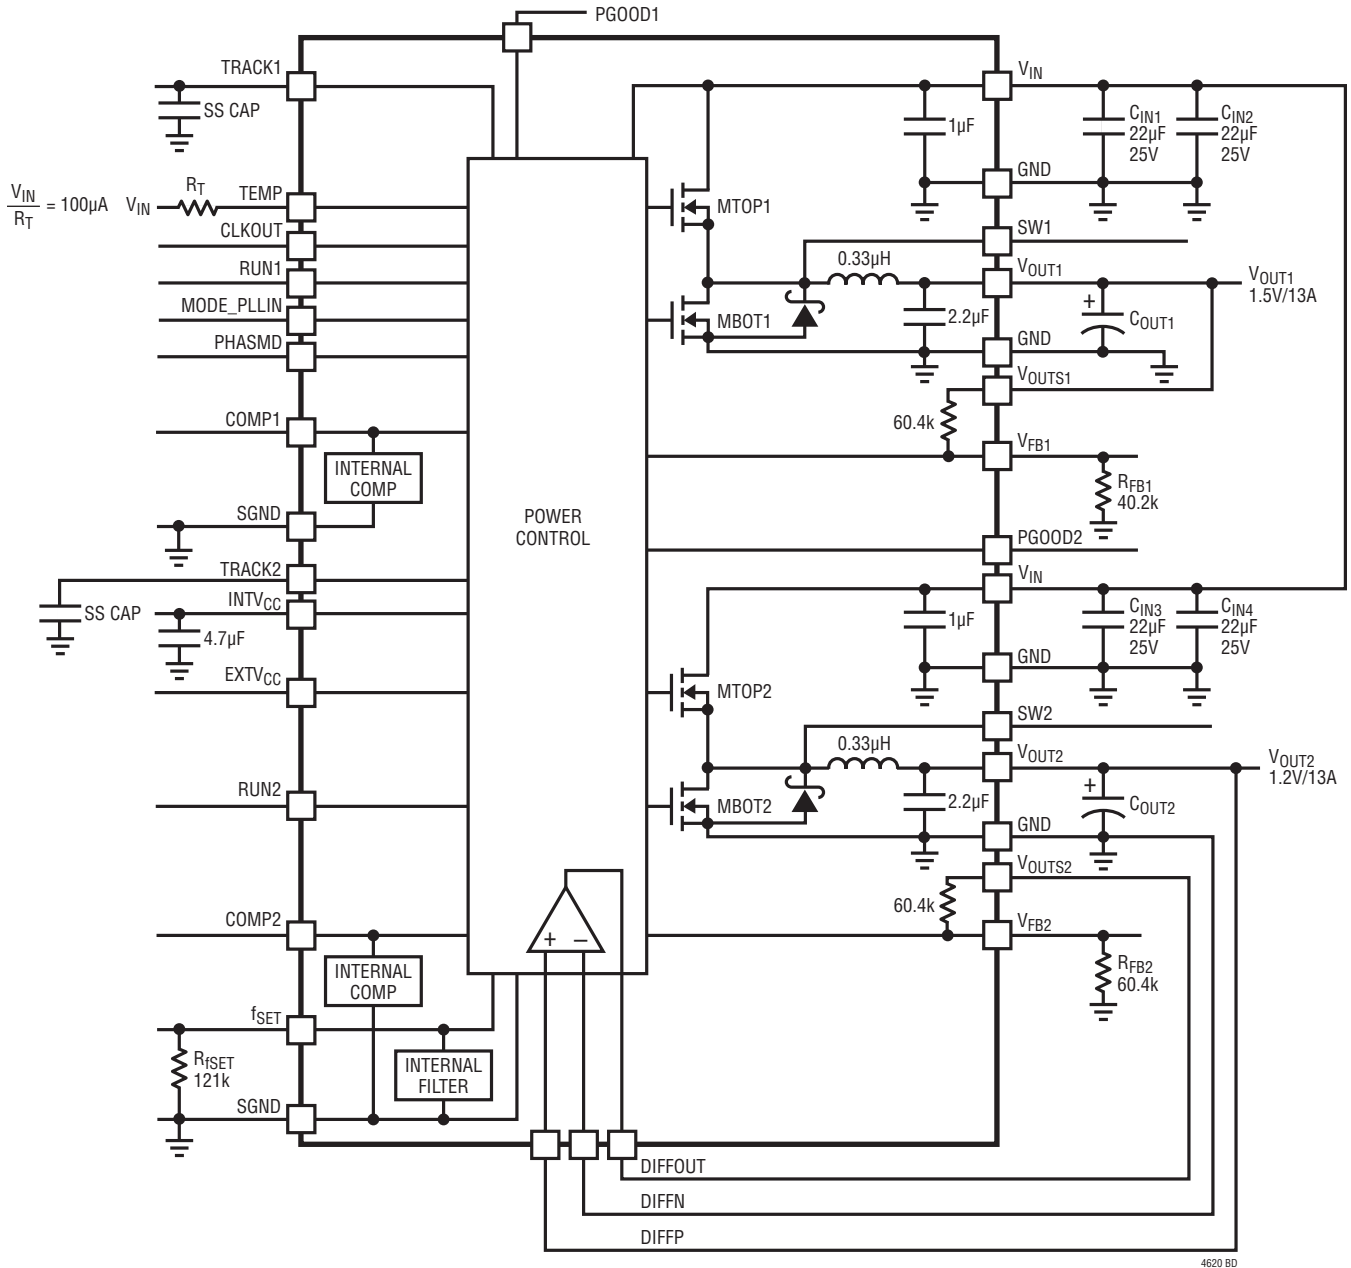 PGOOD1
TRACK1
SS CAP
VIN
RT
= 100µA
VIN
RT
TEMP
CLKOUT
RUN1
MODE_PLLIN
PHASMD
COMP1
INTERNAL
COMP
SGND
TRACK2
SS CAP
INTVCC
4.7µF
EXTVCC
RUN2
COMP2
INTERNAL
COMP
fSET
RfSET
121k
INTERNAL
FILTER
SGND
POWER
CONTROL
+ –
VIN
1µF
CIN1
22µF
25V
CIN2
22µF
25V
GND
MTOP1
SW1
0.33µH
VOUT1
VOUT1
1.5V/13A
MBOT1
2.2µF
+
COUT1
GND
VOUTS1
60.4k
VFB1
RFB1
40.2k
PGOOD2
VIN
1µF
CIN3
22µF
25V
CIN4
22µF
25V
GND
MTOP2
SW2
0.33µH
VOUT2
VOUT2
1.2V/13A
MBOT2
2.2µF
+
COUT2
GND
VOUTS2
60.4k
VFB2
RFB2
60.4k
DIFFOUT
DIFFN
DIFFP
4620 BD